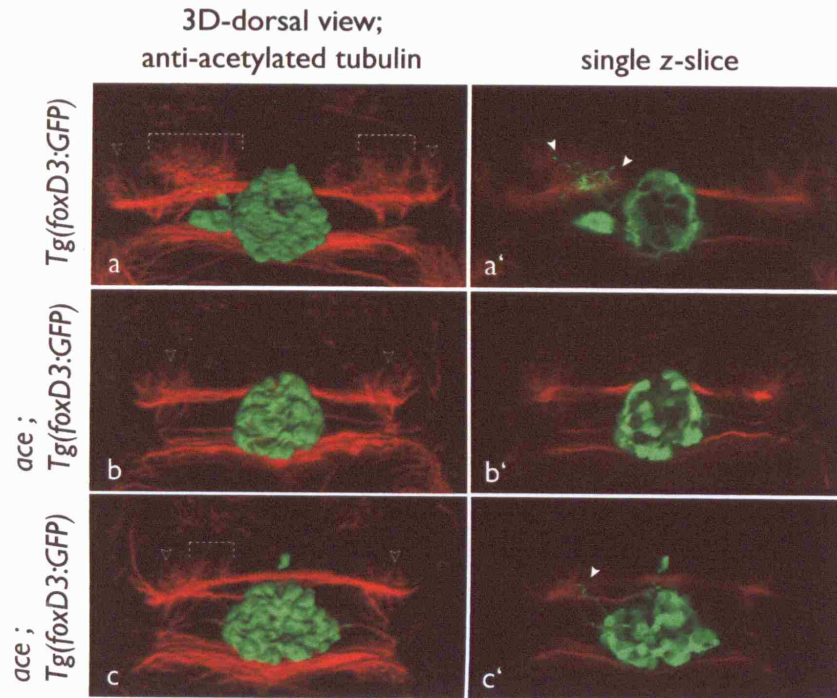 3D-dorsal view;
anti-acetylated tubulin
single z-slice
Tg(foxD3:GFP)
a
a'
ace ;
Tg(foxD3:GFP)
b
b'
ace ;
Tg(foxD3:GFP)
c
c'